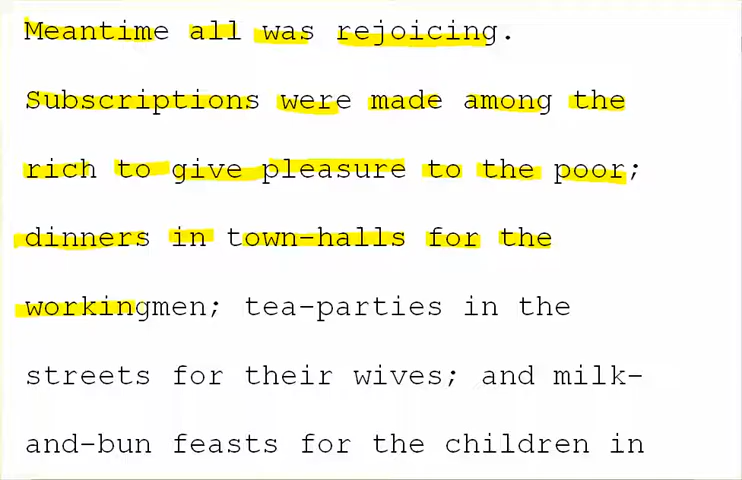 Meantime all was rejoicing.
Subscriptions were made among the
rich to give pleasure to the poor;
dinners in town-halls for the
workingmen; tea-parties in the
streets for their wives; and milk-
and-bun feasts for the children in